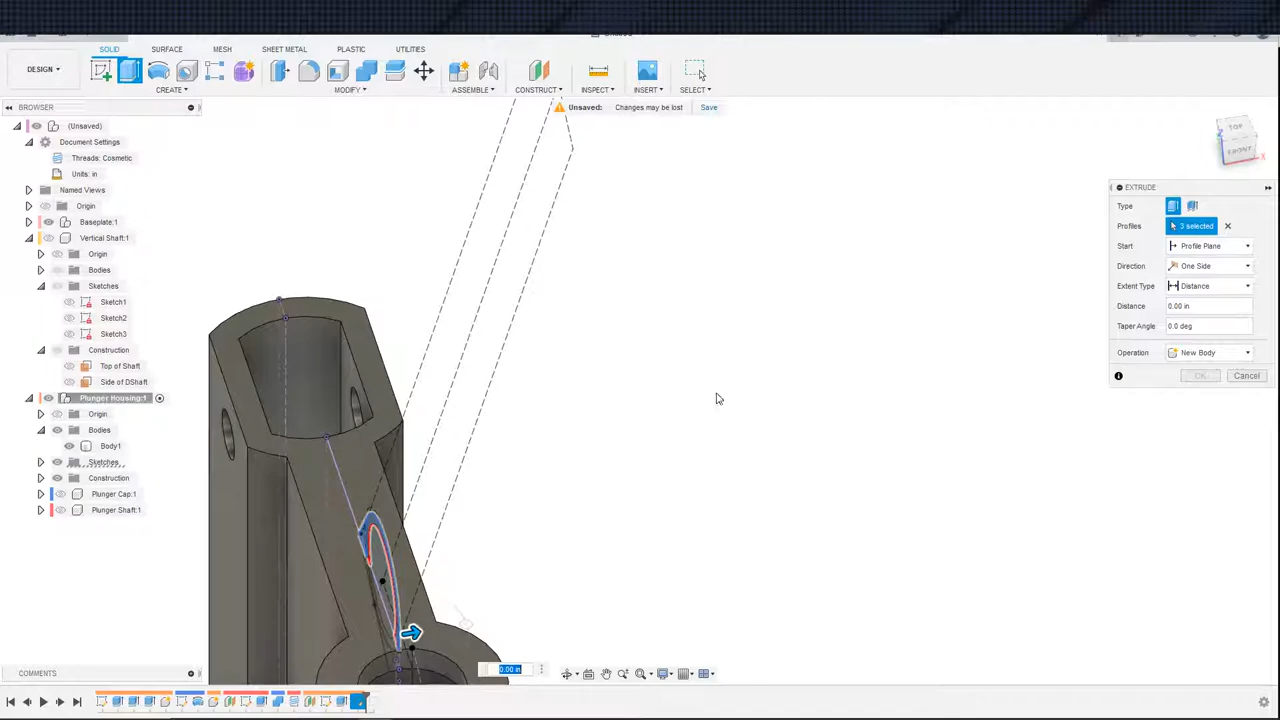 SOLID SURFACE MESH SHEET METAL PLASTIC UTILITIES
DESIGN
CREATE MODIFY ASSEMBLE CONSTRUCT INSPECT INSERT SELECT
BROWSER
Unsaved: Changes may be lost Save
(Unsaved)
Document Settings
Threads: Cosmetic
Units: in
Named Views
Origin
Baseplate:1
Vertical Shaft:1
Origin
Bodies
Sketches
Sketch1
Sketch2
Sketch3
Construction
Top of Shaft
Side of DShaft
Plunger Housing:1
Origin
Bodies
Body1
Sketches
Construction
Plunger Cap:1
Plunger Shaft:1
TOP
FRONT
Z
X
EXTRUDE
Type
Profiles 3 selected
Start Profile Plane
Direction One Side
Extent Type Distance
Distance 0.00 in
Taper Angle 0.0 deg
Operation New Body
OK Cancel
0.00 in
COMMENTS